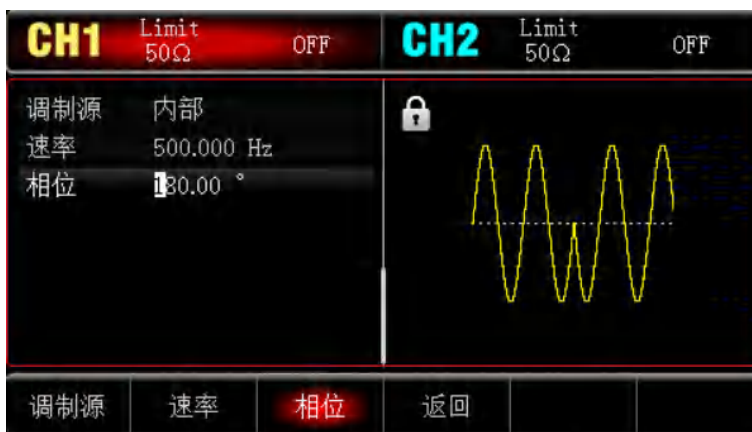 CH1 Limit 50Ω OFF CH2 Limit 50Ω OFF
调制源 内部
速率 500.000 Hz
相位 180.00 °
调制源 速率 相位 返回